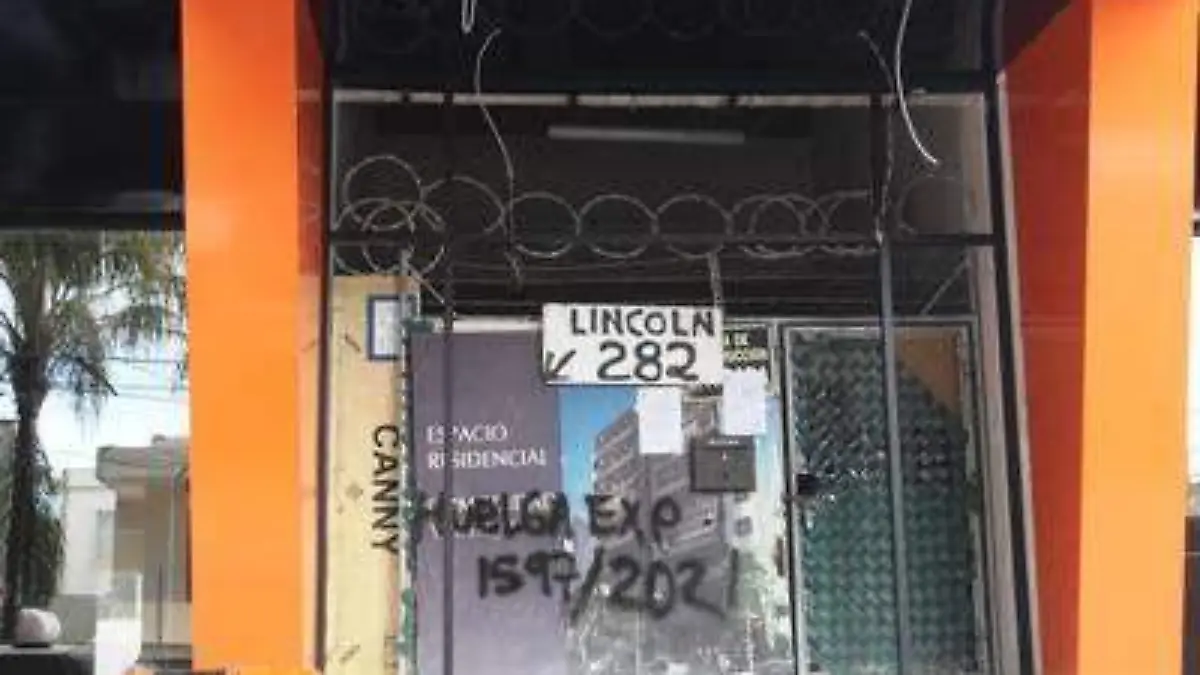 LINCOLN
282
CANNY
ESPACIO
RESIDENCIAL
HUELGA EXP.
1597/2021